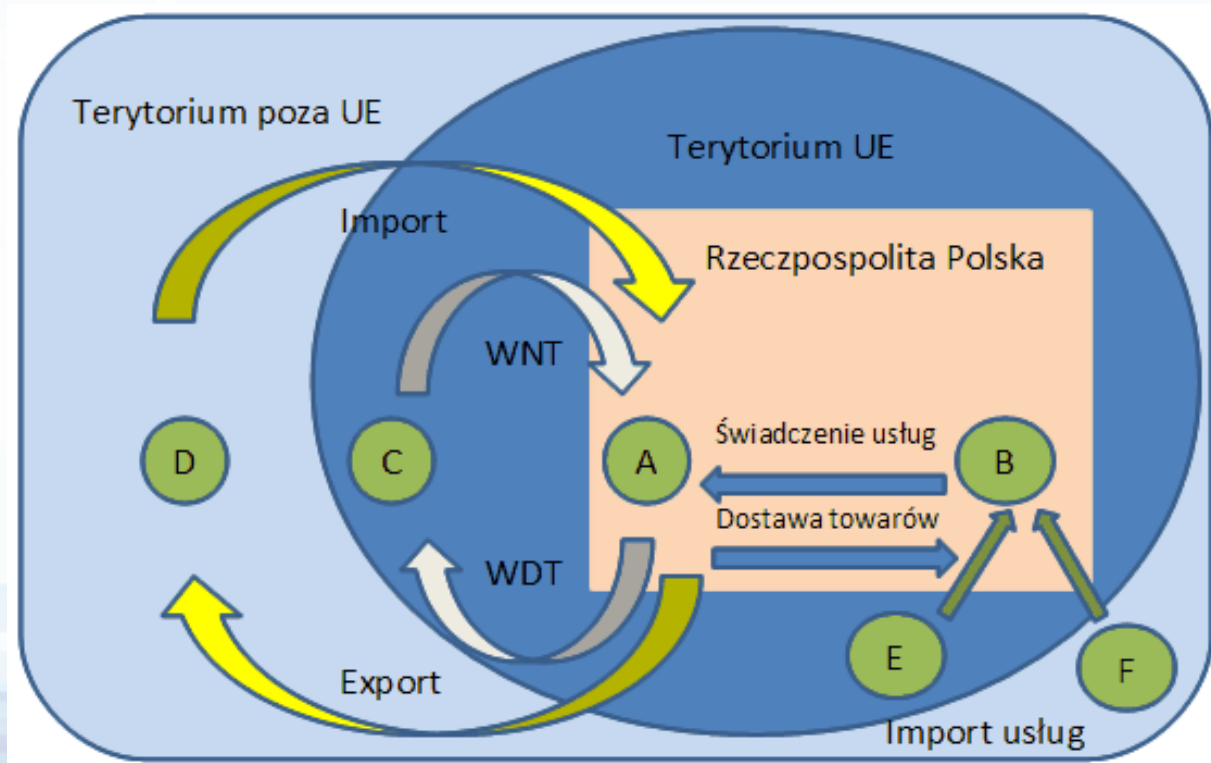 Terytorium poza UE
Terytorium UE
Import
Rzeczpospolita Polska
WNT
Świadczenie usług
D
C
A
B
Dostawa towarów
WDT
E
F
Export
Import usług